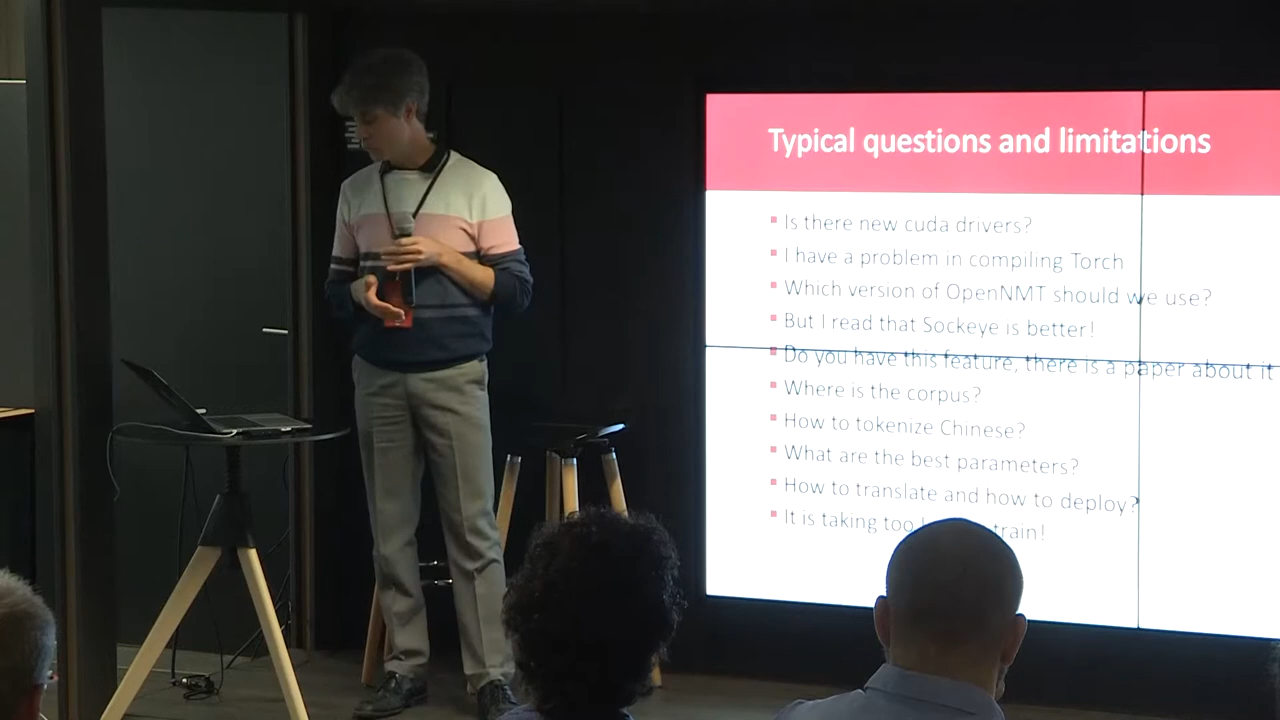 Typical questions and limitations
Is there new cuda drivers?
I have a problem in compiling Torch
Which version of OpenNMT should we use?
But I read that Sockeye is better!
Do you have this feature, there is a paper about it
Where is the corpus?
How to tokenize Chinese?
What are the best parameters?
How to translate and how to deploy?
It is taking too train!